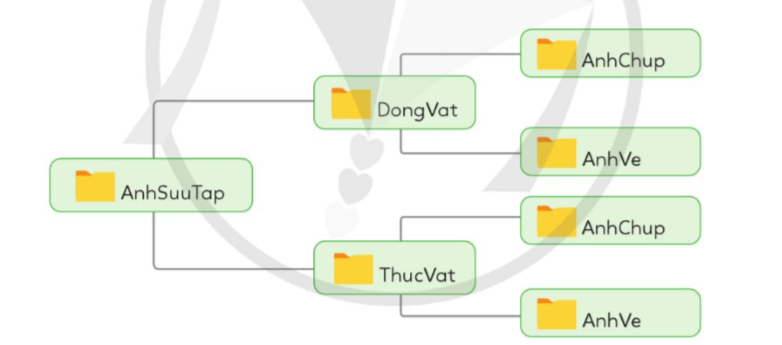 AnhChup
DongVat
AnhVe
AnhSuuTap
AnhChup
ThucVat
AnhVe